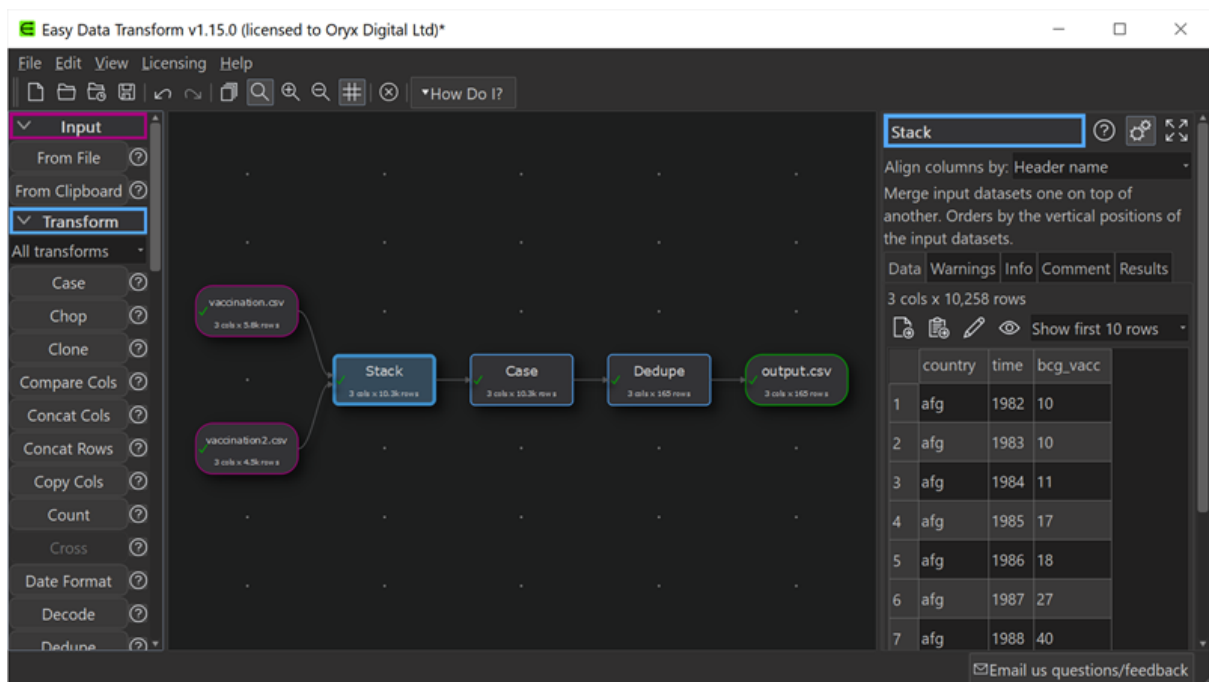 Easy Data Transform v1.15.0 (licensed to Oryx Digital Ltd)*
File Edit View Licensing Help
How Do I?
Input
From File
From Clipboard
Transform
All transforms
Case
Chop
Clone
Compare Cols
Concat Cols
Concat Rows
Copy Cols
Count
Cross
Date Format
Decode
Dedupe
vaccination.csv
3 cols x 5.8k rows
vaccination2.csv
3 cols x 4.5k rows
Stack
3 cols x 10.3k rows
Case
3 cols x 10.3k rows
Dedupe
3 cols x 165 rows
output.csv
3 cols x 165 rows
Stack
Align columns by: Header name
Merge input datasets one on top of
another. Orders by the vertical positions of
the input datasets.
Data Warnings Info Comment Results
3 cols x 10,258 rows
Show first 10 rows
country time bcg_vacc
1 afg 1982 10
2 afg 1983 10
3 afg 1984 11
4 afg 1985 17
5 afg 1986 18
6 afg 1987 27
7 afg 1988 40
Email us questions/feedback